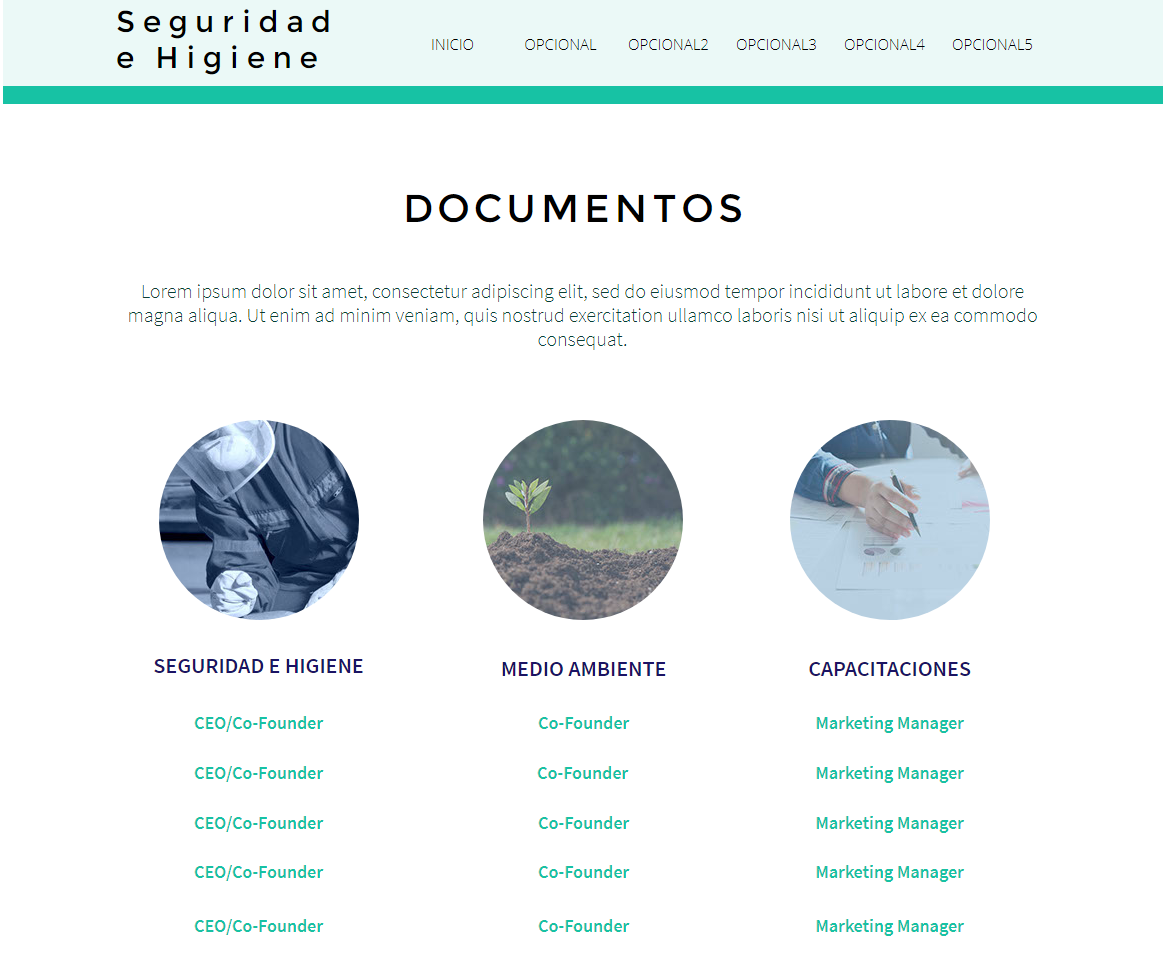 Seguridad
e Higiene
INICIO OPCIONAL OPCIONAL2 OPCIONAL3 OPCIONAL4 OPCIONAL5
DOCUMENTOS
Lorem ipsum dolor sit amet, consectetur adipiscing elit, sed do eiusmod tempor incididunt ut labore et dolore
magna aliqua. Ut enim ad minim veniam, quis nostrud exercitation ullamco laboris nisi ut aliquip ex ea commodo
consequat.
SEGURIDAD E HIGIENE
CEO/Co-Founder
CEO/Co-Founder
CEO/Co-Founder
CEO/Co-Founder
CEO/Co-Founder
MEDIO AMBIENTE
Co-Founder
Co-Founder
Co-Founder
Co-Founder
Co-Founder
CAPACITACIONES
Marketing Manager
Marketing Manager
Marketing Manager
Marketing Manager
Marketing Manager